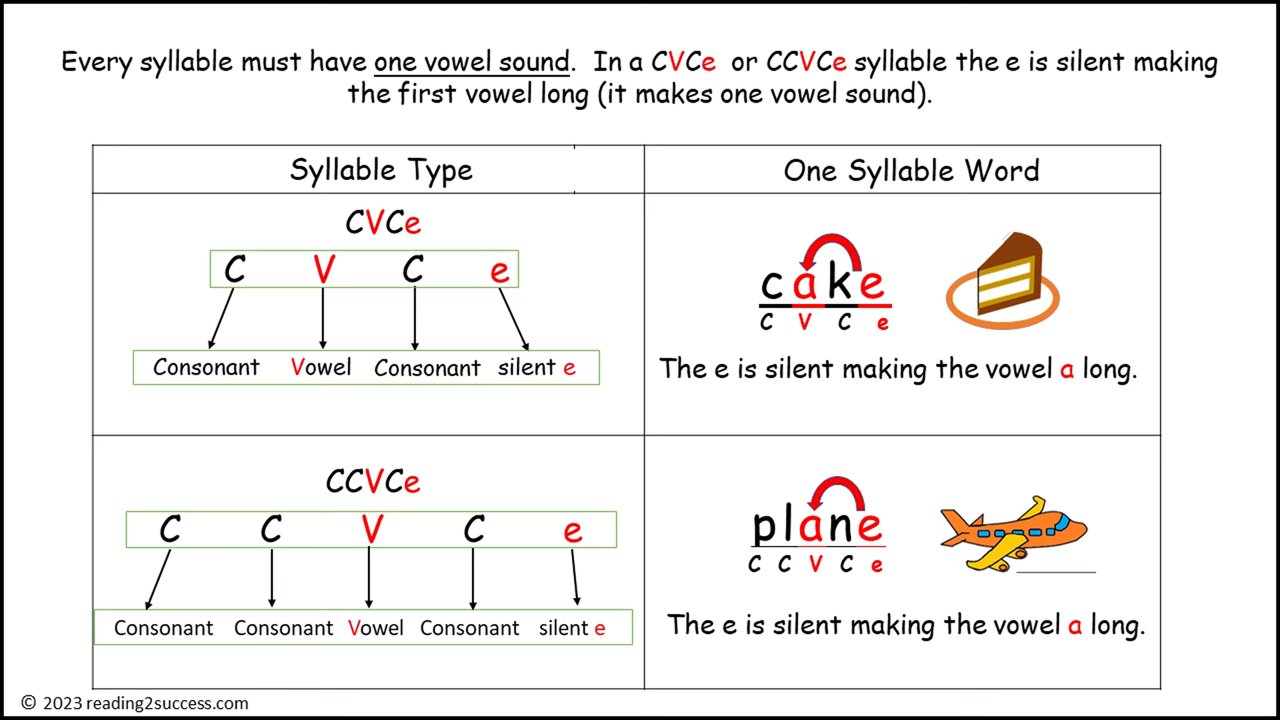 Every syllable must have one vowel sound. In a CVCe or CCVCe syllable the e is silent making
the first vowel long (it makes one vowel sound).
Syllable Type
One Syllable Word
CVCe
C V C e
Consonant Vowel Consonant silent e
cake
C V C e
The e is silent making the vowel a long.
CCVCe
C C V C e
Consonant Consonant Vowel Consonant silent e
plane
C C V C e
The e is silent making the vowel a long.
© 2023 reading2success.com